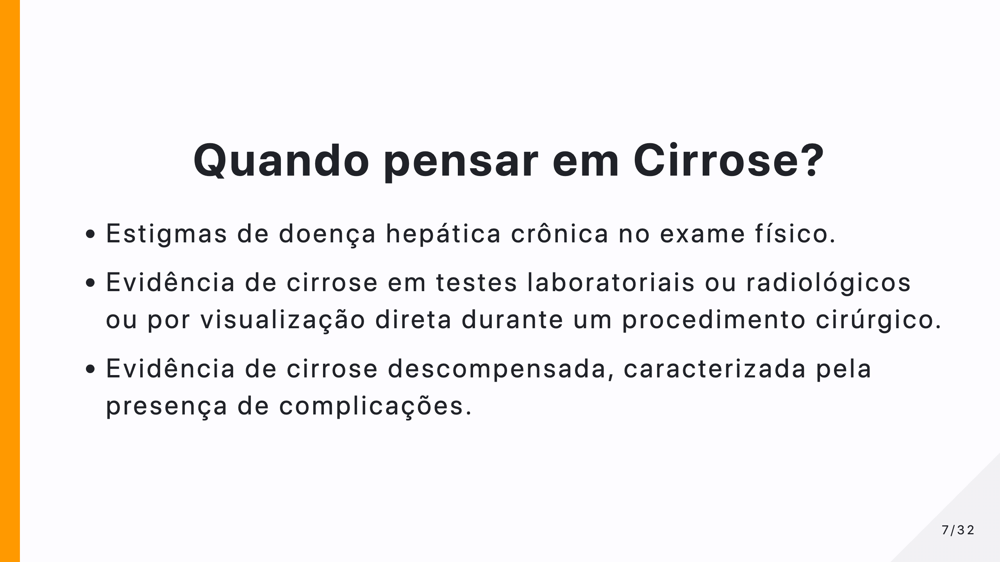 Quando pensar em Cirrose?
• Estigmas de doença hepática crônica no exame físico.
• Evidência de cirrose em testes laboratoriais ou radiológicos
ou por visualização direta durante um procedimento cirúrgico.
• Evidência de cirrose descompensada, caracterizada pela
presença de complicações.
7/32